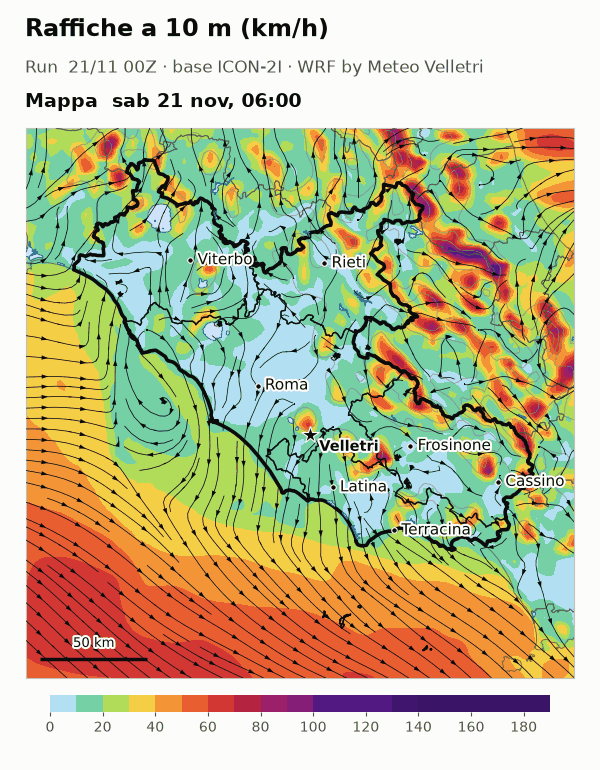 Raffiche a 10 m (km/h)
Run  21/11 00Z · base ICON-2I · WRF by Meteo Velletri
Mappa  sab 21 nov, 06:00
Viterbo
Rieti
Roma
Velletri
Frosinone
Cassino
Latina
Terracina
50 km
0 20 40 60 80 100 120 140 160 180